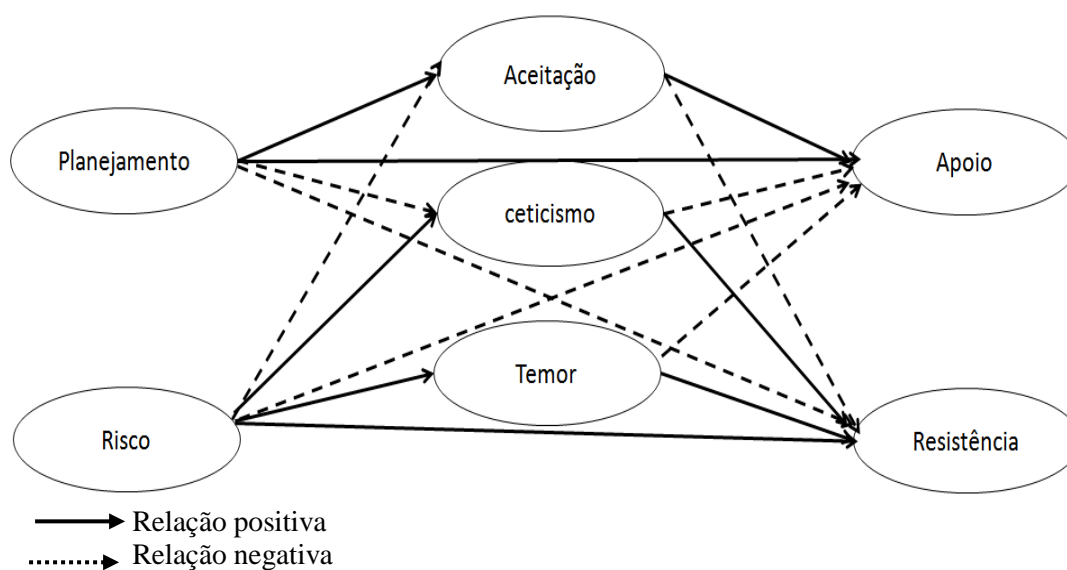 Aceitação
Planejamento
Apoio
ceticismo
Temor
Risco
Resistência
Relação positiva
Relação negativa